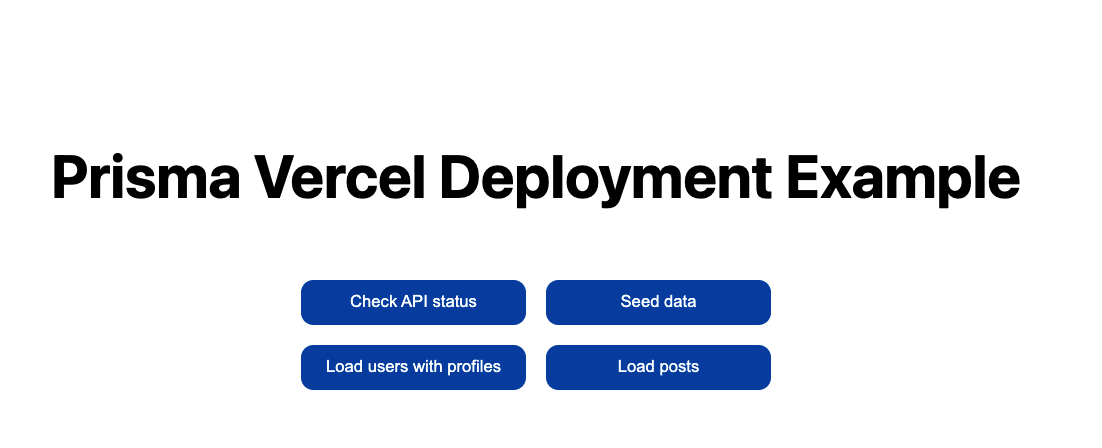 Prisma Vercel Deployment Example
Check API status
Seed data
Load users with profiles
Load posts